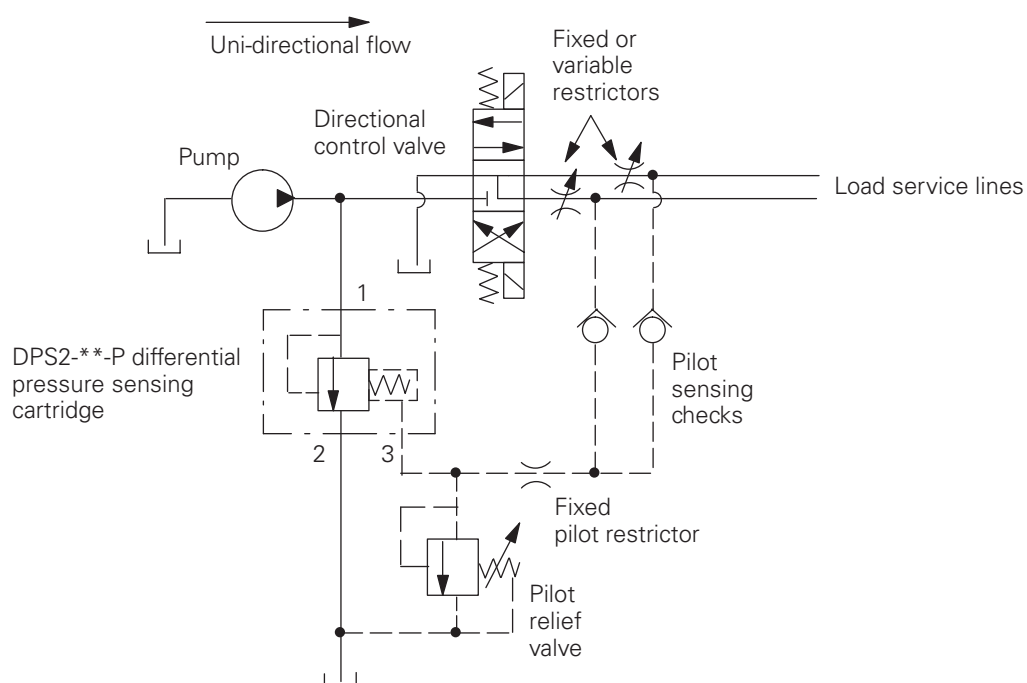 Uni-directional flow
Fixed or
variable
restrictors
Directional
control valve
Pump
Load service lines
1
DPS2-**-P differential
pressure sensing
cartridge
Pilot
sensing
checks
2
3
Fixed
pilot restrictor
Pilot
relief
valve